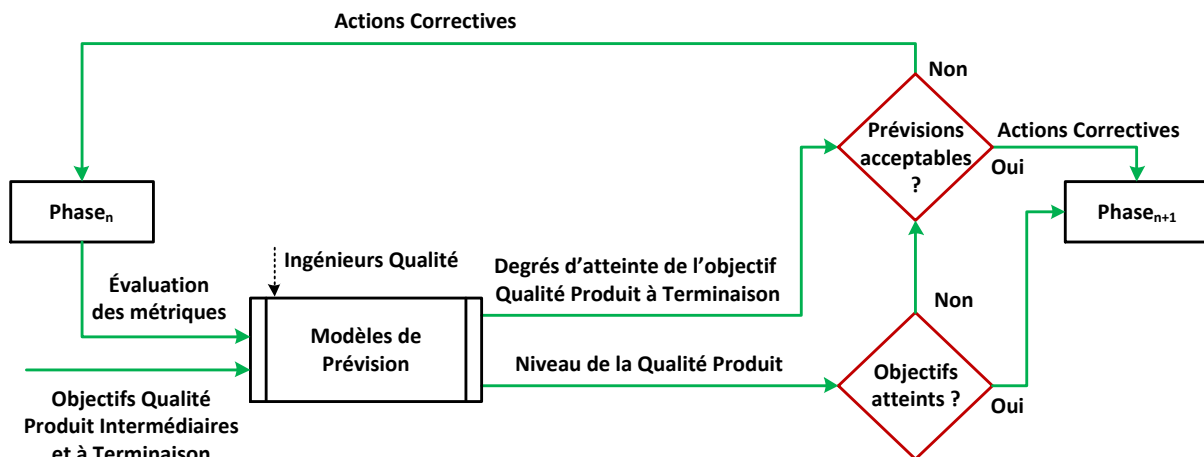 Actions Correctives
Non
Prévisions
acceptables
?
Actions Correctives
Oui
Phasen
Phasen+1
Ingénieurs Qualité
Évaluation
des métriques
Degrés d’atteinte de l’objectif
Qualité Produit à Terminaison
Non
Modèles de
Prévision
Niveau de la Qualité Produit
Objectifs
atteints ?
Oui
Objectifs Qualité
Produit Intermédiaires
et à Terminaison